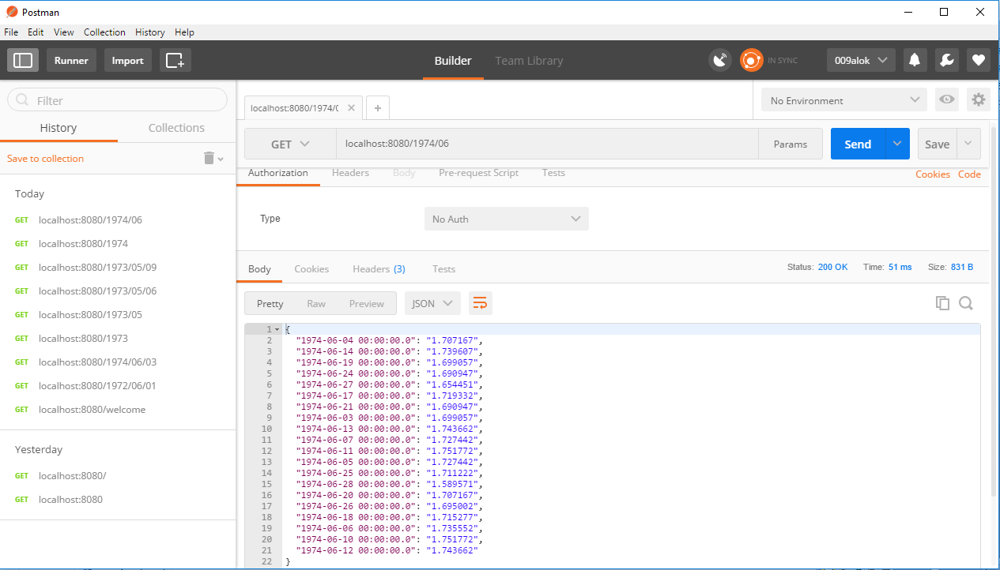 Postman
File Edit View Collection History Help
Runner Import Builder Team Library IN SYNC 009alok
Filter
History Collections
Save to collection
Today
GET localhost:8080/1974/06
GET localhost:8080/1974
GET localhost:8080/1973/05/09
GET localhost:8080/1973/05/06
GET localhost:8080/1973/05
GET localhost:8080/1973
GET localhost:8080/1974/06/03
GET localhost:8080/1972/06/01
GET localhost:8080/welcome
Yesterday
GET localhost:8080/
GET localhost:8080
localhost:8080/1974/0 × +
No Environment
GET localhost:8080/1974/06 Params Send Save
Authorization Headers Body Pre-request Script Tests Cookies Code
Type No Auth
Body Cookies Headers (3) Tests Status: 200 OK Time: 51 ms Size: 831 B
Pretty Raw Preview JSON
1 {
2 "1974-06-04 00:00:00.0": "1.707167",
3 "1974-06-14 00:00:00.0": "1.739607",
4 "1974-06-19 00:00:00.0": "1.699057",
5 "1974-06-24 00:00:00.0": "1.690947",
6 "1974-06-27 00:00:00.0": "1.654451",
7 "1974-06-17 00:00:00.0": "1.719332",
8 "1974-06-21 00:00:00.0": "1.690947",
9 "1974-06-03 00:00:00.0": "1.699057",
10 "1974-06-13 00:00:00.0": "1.743662",
11 "1974-06-07 00:00:00.0": "1.727442",
12 "1974-06-11 00:00:00.0": "1.751772",
13 "1974-06-05 00:00:00.0": "1.727442",
14 "1974-06-25 00:00:00.0": "1.711222",
15 "1974-06-28 00:00:00.0": "1.589571",
16 "1974-06-20 00:00:00.0": "1.707167",
17 "1974-06-26 00:00:00.0": "1.695002",
18 "1974-06-18 00:00:00.0": "1.715277",
19 "1974-06-06 00:00:00.0": "1.735552",
20 "1974-06-10 00:00:00.0": "1.751772",
21 "1974-06-12 00:00:00.0": "1.743662"
22 }